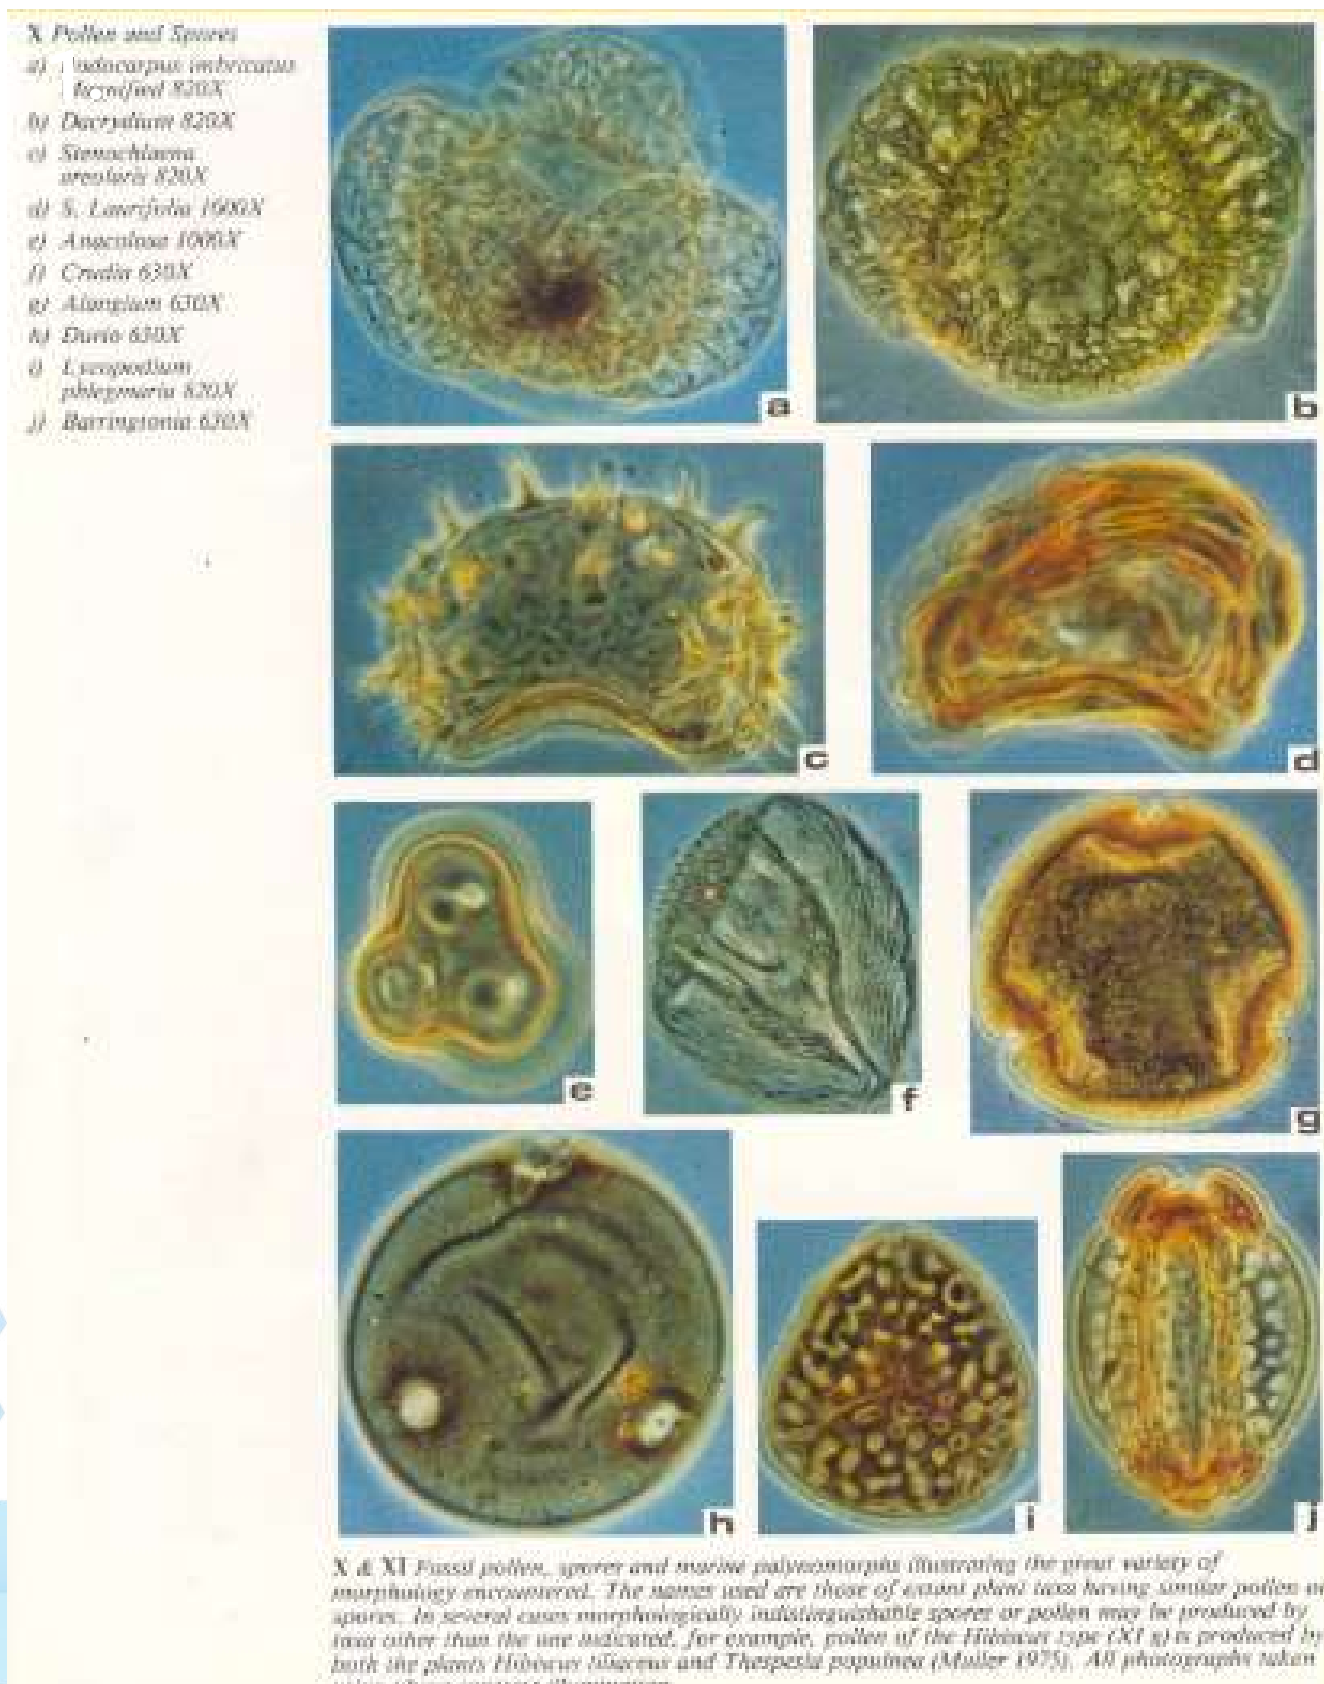 X Pollen and Spores
a) Podocarpus imbricatus
Magnified 820X
b) Dacrydium 820X
c) Stenochlaena
areolaris 820X
d) S. Laurifolia 1000X
e) Anacolosa 1000X
f) Crudia 630X
g) Alangium 630X
h) Durio 630X
i) Lycopodium
phlegmaria 820X
j) Barringtonia 630X
a
b
c
d
e
f
g
h
i
j
X & XI Fossil pollen, spores and marine palynomorphs illustrating the great variety of
morphology encountered. The names used are those of extant plant taxa having similar pollen or
spores. In several cases morphologically indistinguishable spores or pollen may be produced by
taxa other than the one indicated, for example, pollen of the Hibiscus type (XI g) is produced by
both the plants Hibiscus tiliaceus and Thespesia populnea (Muller 1975). All photographs taken